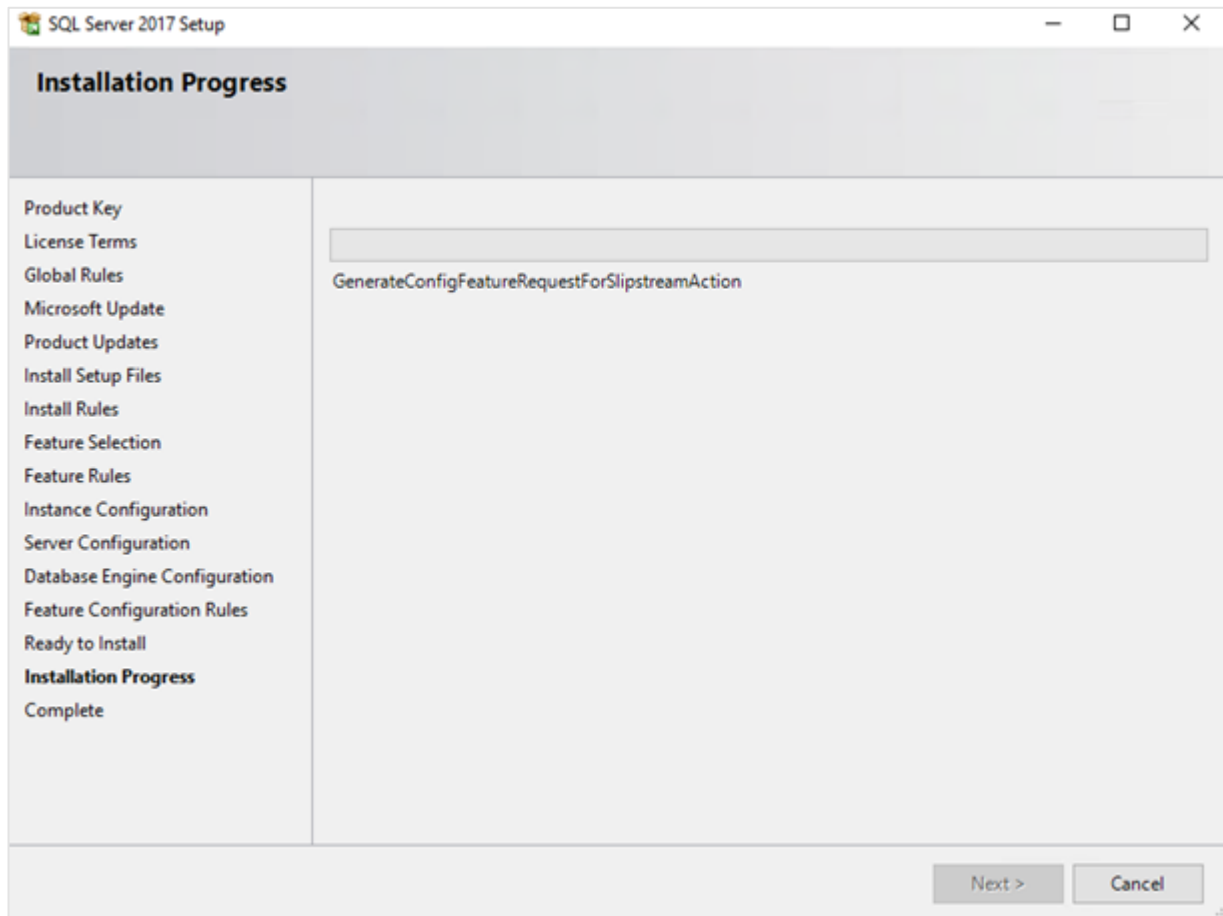 SQL Server 2017 Setup
Installation Progress
Product Key
License Terms
Global Rules
Microsoft Update
Product Updates
Install Setup Files
Install Rules
Feature Selection
Feature Rules
Instance Configuration
Server Configuration
Database Engine Configuration
Feature Configuration Rules
Ready to Install
Installation Progress
Complete
GenerateConfigFeatureRequestForSlipstreamAction
Next >
Cancel